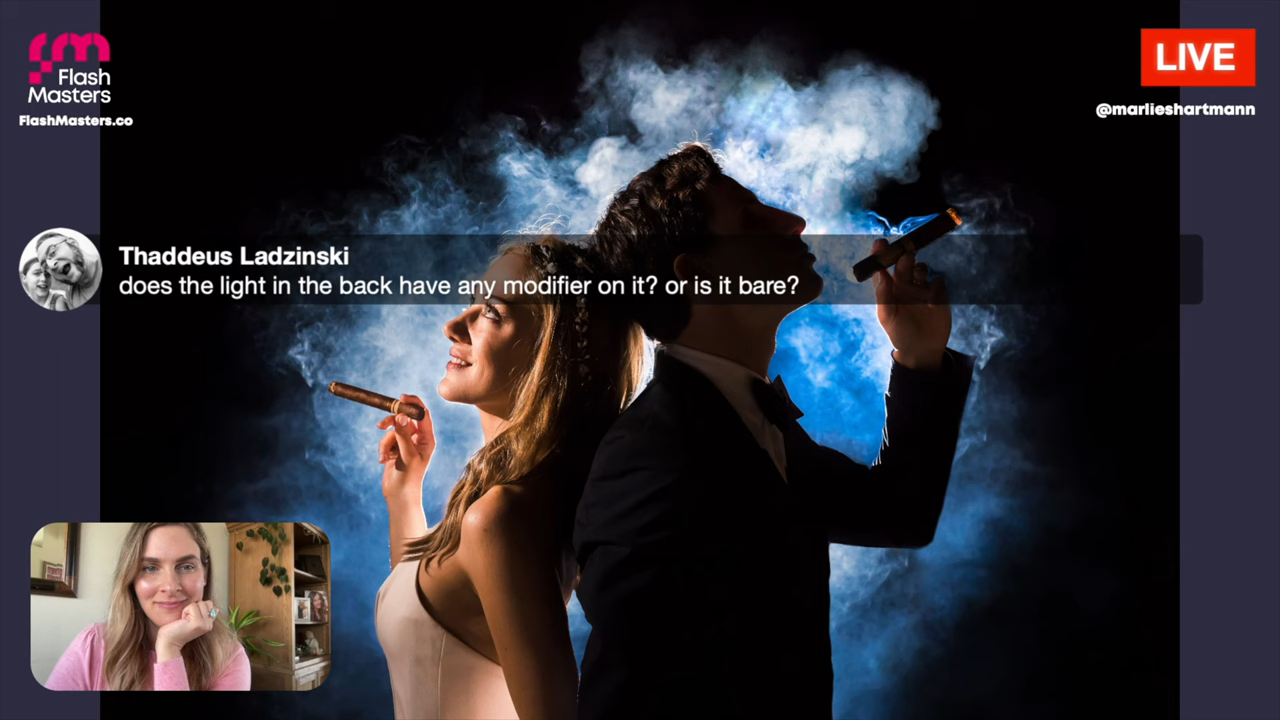 Flash
Masters
FlashMasters.co
LIVE
@marlieshartmann
Thaddeus Ladzinski
does the light in the back have any modifier on it? or is it bare?